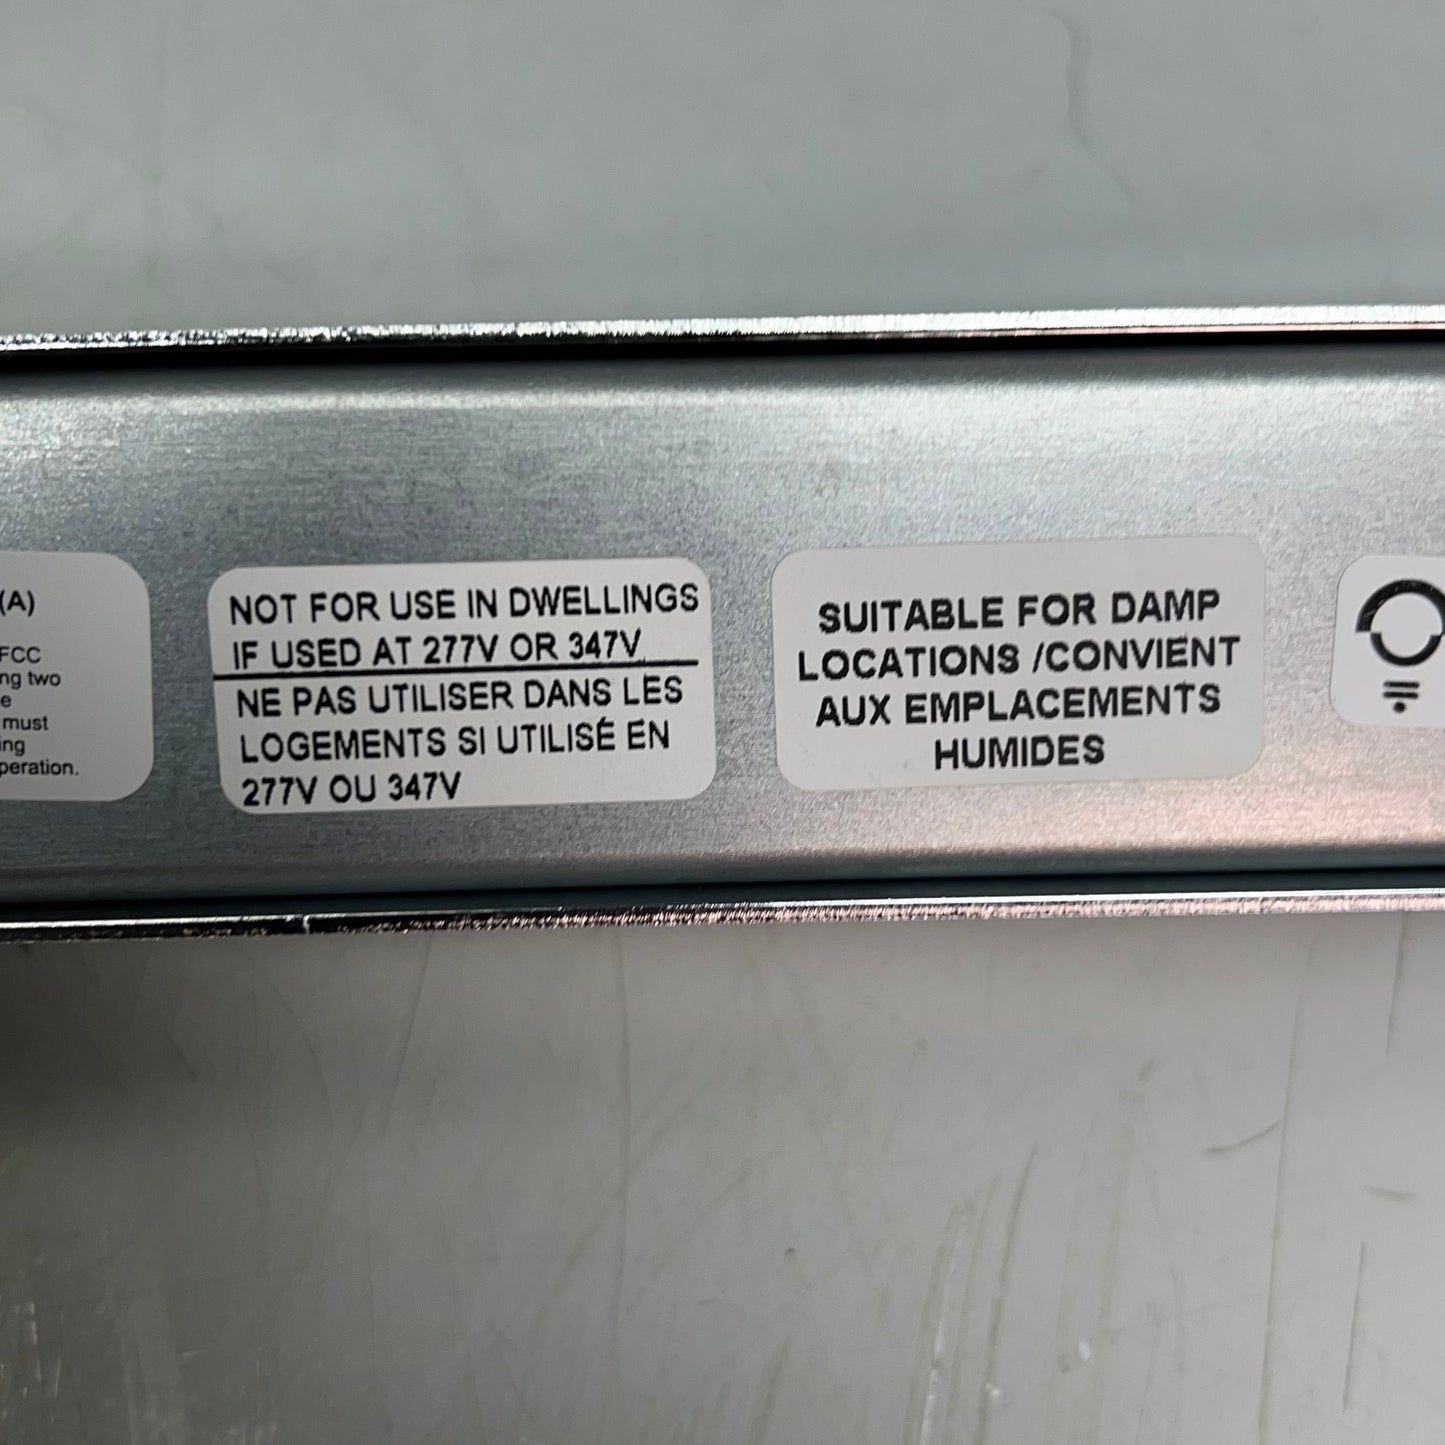 (A)
FCC
ng two
e
must
ing
peration.
NOT FOR USE IN DWELLINGS
IF USED AT 277V OR 347V
NE PAS UTILISER DANS LES
LOGEMENTS SI UTILISÉ EN
277V OU 347V
SUITABLE FOR DAMP
LOCATIONS /CONVIENT
AUX EMPLACEMENTS
HUMIDES